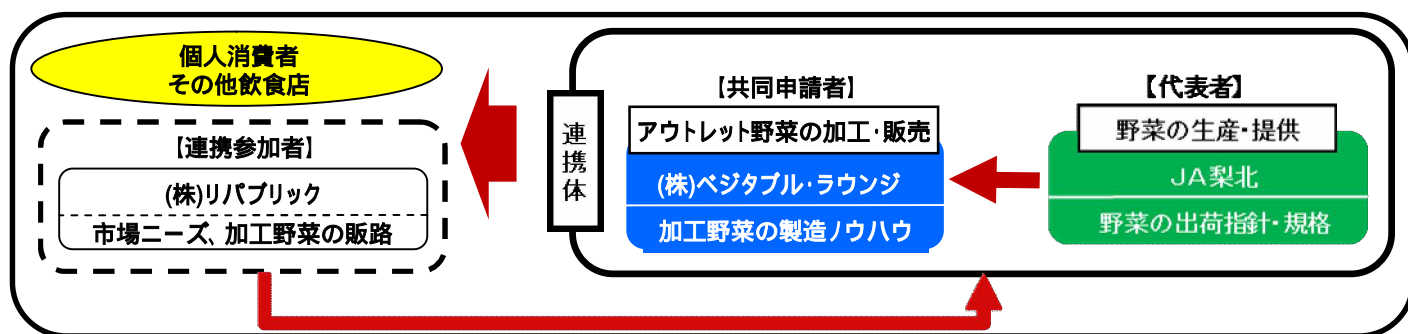 個人消費者
その他飲食店
【連携参加者】
(株)リパブリック
市場ニーズ、加工野菜の販路
連携体
【共同申請者】
アウトレット野菜の加工・販売
(株)ベジタブル・ラウンジ
加工野菜の製造ノウハウ
【代表者】
野菜の生産・提供
JA梨北
野菜の出荷指針・規格